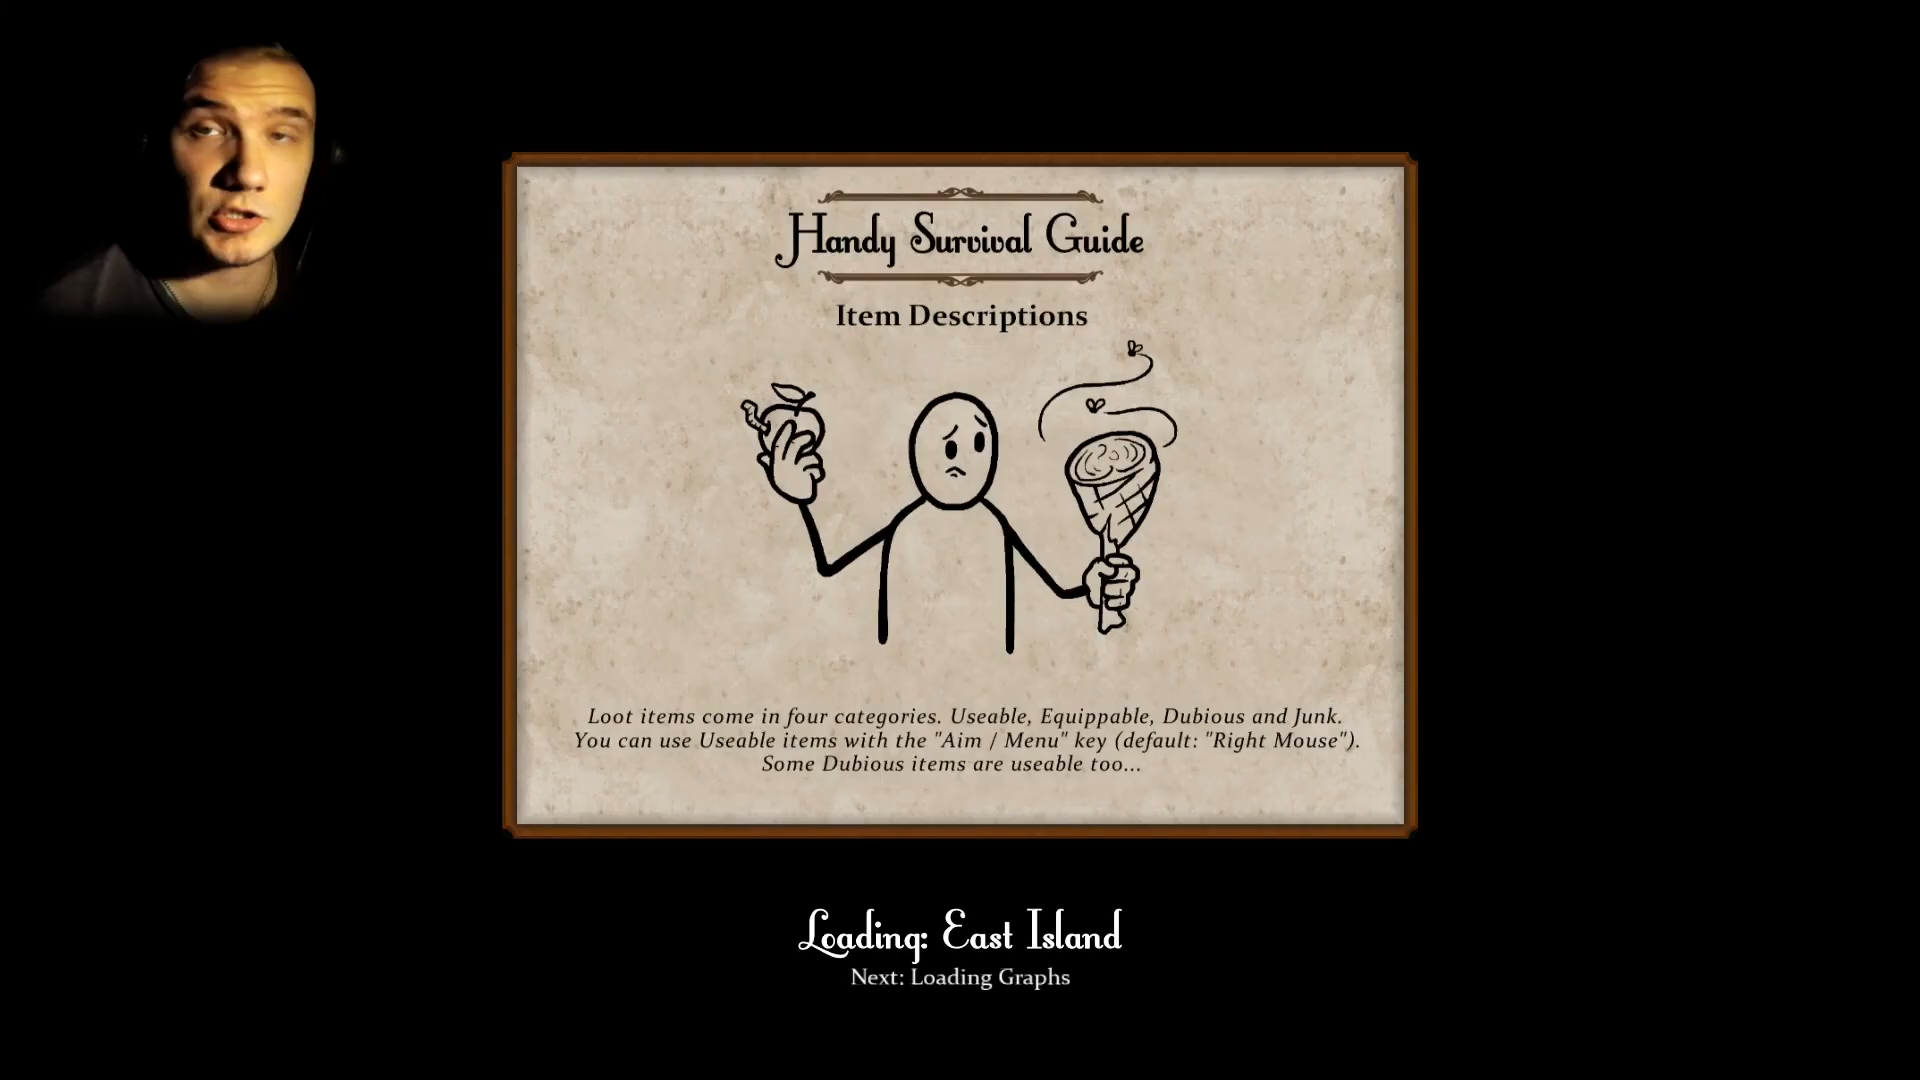 Handy Survival Guide
Item Descriptions
Loot items come in four categories. Useable, Equippable, Dubious and Junk.
You can use Useable items with the "Aim / Menu" key (default: "Right Mouse").
Some Dubious items are useable too...
Loading: East Island
Next: Loading Graphs